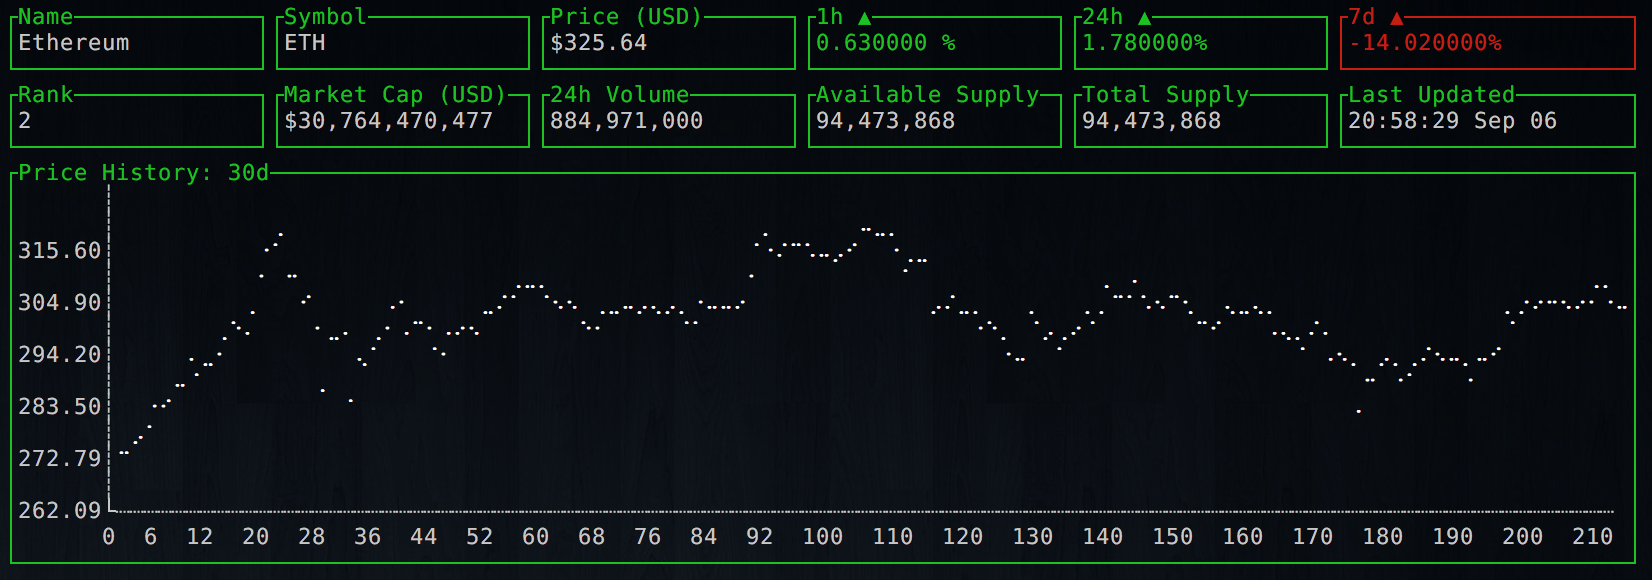 Name Symbol Price (USD) 1h ▲ 24h ▲ 7d ▲
Ethereum ETH $325.64 0.630000 % 1.780000% -14.020000%
Rank Market Cap (USD) 24h Volume Available Supply Total Supply Last Updated
2 $30,764,470,477 884,971,000 94,473,868 94,473,868 20:58:29 Sep 06
Price History: 30d
315.60
304.90
294.20
283.50
272.79
262.09
0 6 12 20 28 36 44 52 60 68 76 84 92 100 110 120 130 140 150 160 170 180 190 200 210